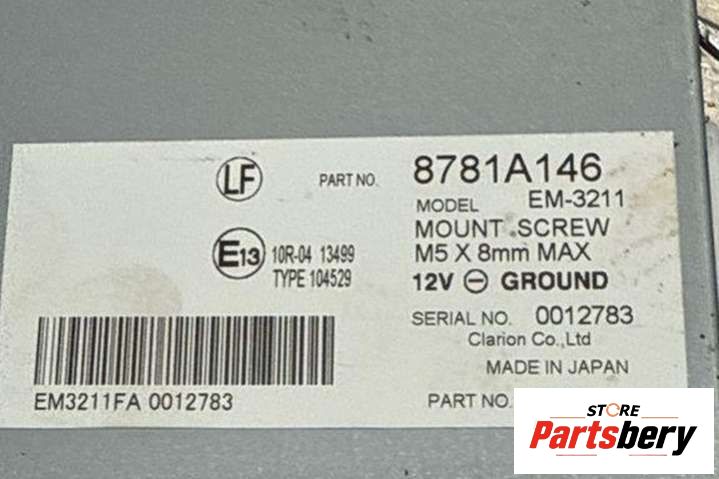 LF
PART NO. 8781A146
MODEL EM-3211
MOUNT SCREW
M5 X 8mm MAX
E13 10R-04 13499
TYPE 104529
12V ⊖ GROUND
SERIAL NO. 0012783
Clarion Co.,Ltd
MADE IN JAPAN
EM3211FA 0012783
PART NO.
STORE
Partsbery